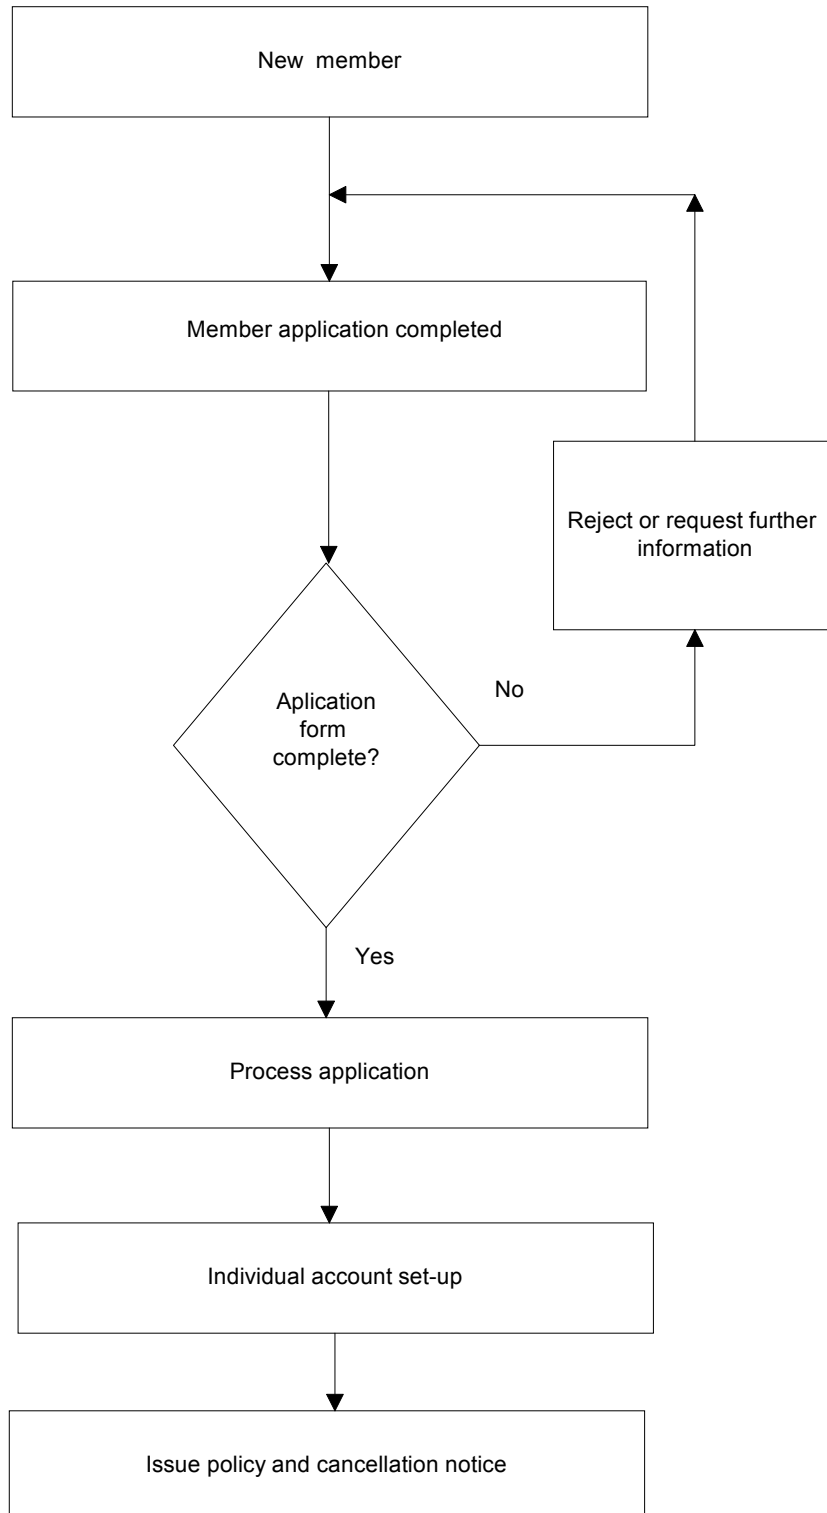 New  member
Member application completed
Reject or request further
information
No
Aplication
form
complete?
Yes
Process application
Individual account set-up
Issue policy and cancellation notice